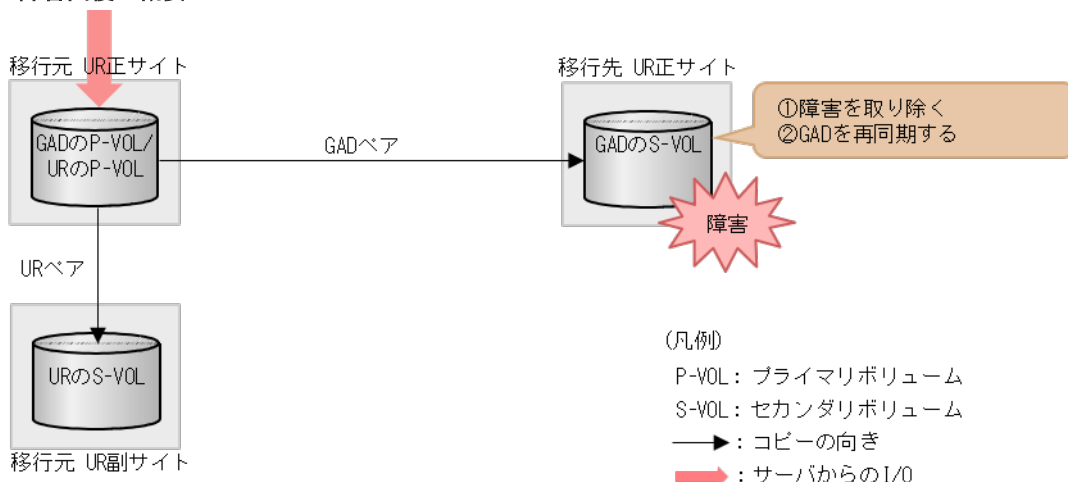 移行元 UR正サイト
移行先 UR正サイト
GADのP-VOL/
URのP-VOL
GADペア
GADのS-VOL
①障害を取り除く
②GADを再同期する
障害
URペア
URのS-VOL
移行元 UR副サイト
(凡例)
P-VOL: プライマリボリューム
S-VOL: セカンダリボリューム
: コピーの向き
: サーバからのI/O